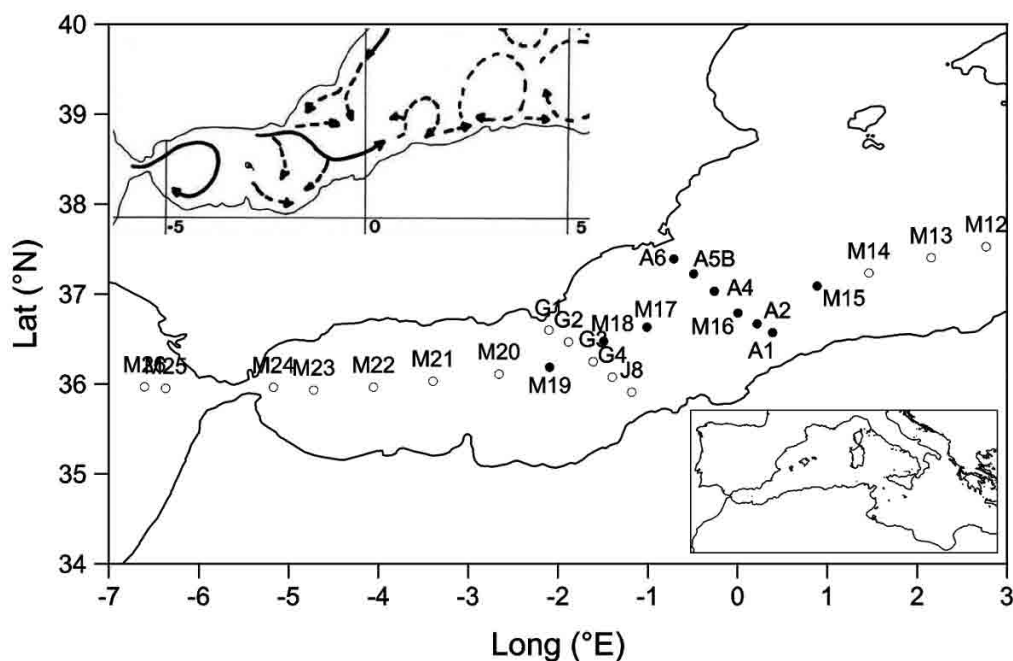 40
39
38
37
36
35
34
Lat (°N)
-5
0
5
M12
M13
M14
M15
A6
A5B
A4
M16
A2
A1
M17
G1
G2
M18
G3
G4
J8
M19
M20
M21
M22
M23
M24
M25
-7
-6
-5
-4
-3
-2
-1
0
1
2
3
Long (°E)